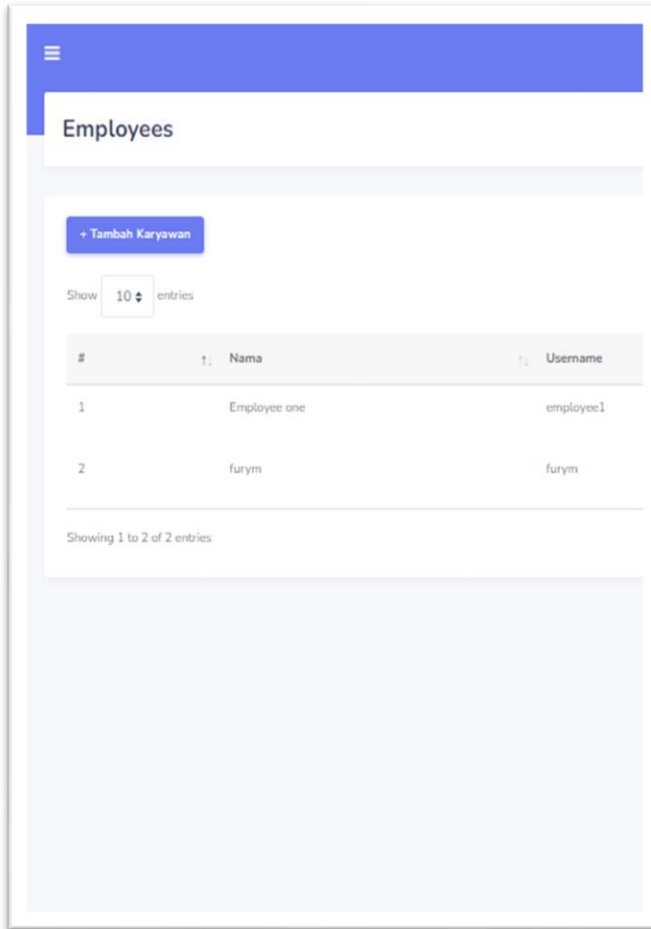 Employees
+ Tambah Karyawan
Show 10 entries
# Nama Username
1 Employee one employee1
2 furym furym
Showing 1 to 2 of 2 entries